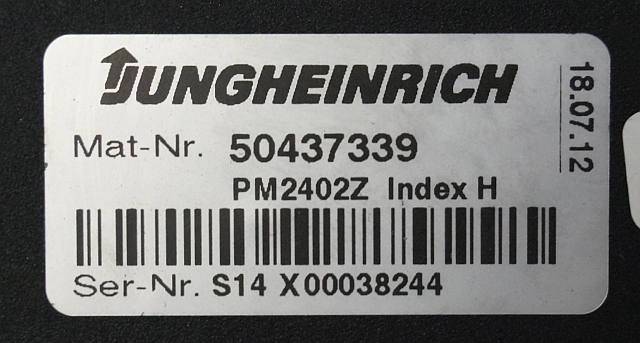 JUNGHEINRICH
18.07.12
Mat-Nr. 50437339
PM2402Z Index H
Ser-Nr. S14 X00038244